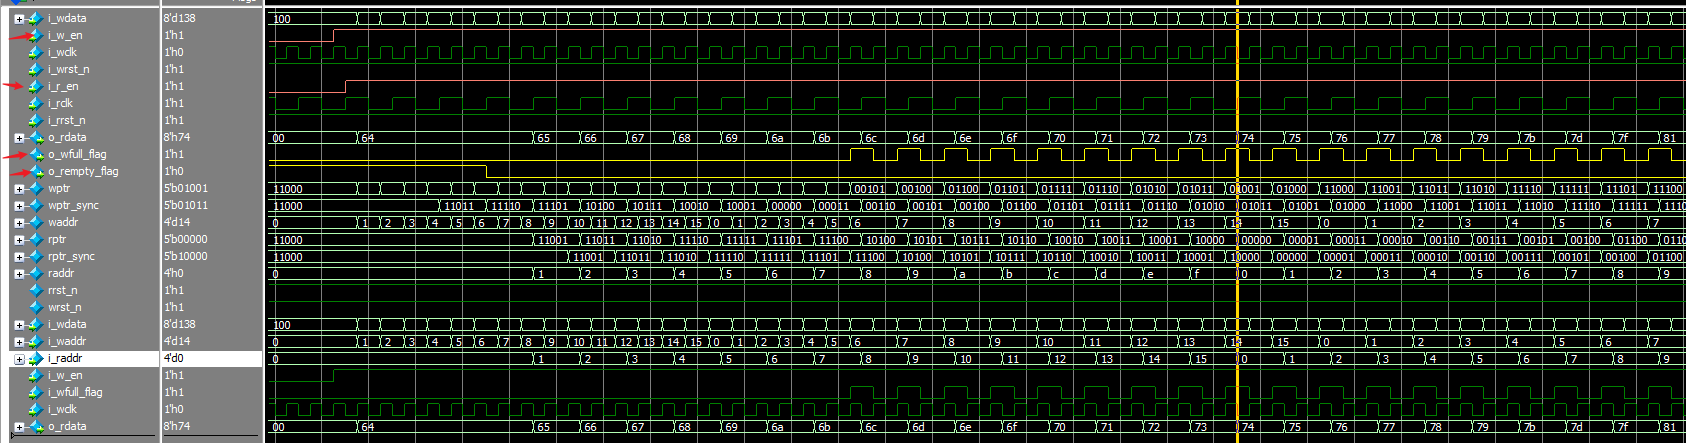 i_wdata 8'd138 100
i_w_en 1'h1
i_wclk 1'h0
i_wrst_n 1'h1
i_r_en 1'h1
i_rclk 1'h1
i_rrst_n 1'h1
o_rdata 8'h74 00 64 65 66 67 68 69 6a 6b 6c 6d 6e 6f 70 71 72 73 74 75 76 77 78 79 7b 7d 7f 81
o_wfull_flag 1'h1
o_rempty_flag 1'h0
wptr 5'b01001 11000 00101 00100 01100 01101 01111 01110 01010 01011 01001 01000 11000 11001 11011 11010 11110 11111 11101 11100
wptr_sync 5'b01011 11000 11011 11110 11101 10100 10111 10010 10001 00000 00011 00110 00101 00100 01100 01101 01111 01110 01010 01011 01001 01000 11000 11001 11011 11010 11110 11111 1110
waddr 4'd14 0 1 2 3 4 5 6 7 8 9 10 11 12 13 14 15 0 1 2 3 4 5 6 7 8 9 10 11 12 13 14 15 0 1 2 3 4 5 6 7
rptr 5'b00000 11000 11001 11011 11010 11110 11111 11101 11100 10100 10101 10111 10110 10010 10011 10001 10000 00000 00001 00011 00010 00110 00111 00101 00100 01100 0110
rptr_sync 5'b10000 11000 11001 11011 11010 11110 11111 11101 11100 10100 10101 10111 10110 10010 10011 10001 10000 00000 00001 00011 00010 00110 00111 00101 00100 0110
raddr 4'h0 0 1 2 3 4 5 6 7 8 9 a b c d e f 0 1 2 3 4 5 6 7 8 9
rrst_n 1'h1
wrst_n 1'h1
i_wdata 8'd138 100
i_waddr 4'd14 0 1 2 3 4 5 6 7 8 9 10 11 12 13 14 15 0 1 2 3 4 5 6 7 8 9 10 11 12 13 14 15 0 1 2 3 4 5 6 7
i_raddr 4'd0 0 1 2 3 4 5 6 7 8 9 10 11 12 13 14 15 0 1 2 3 4 5 6 7 8 9
i_w_en 1'h1
i_wfull_flag 1'h1
i_wclk 1'h0
o_rdata 8'h74 00 64 65 66 67 68 69 6a 6b 6c 6d 6e 6f 70 71 72 73 74 75 76 77 78 79 7b 7d 7f 81